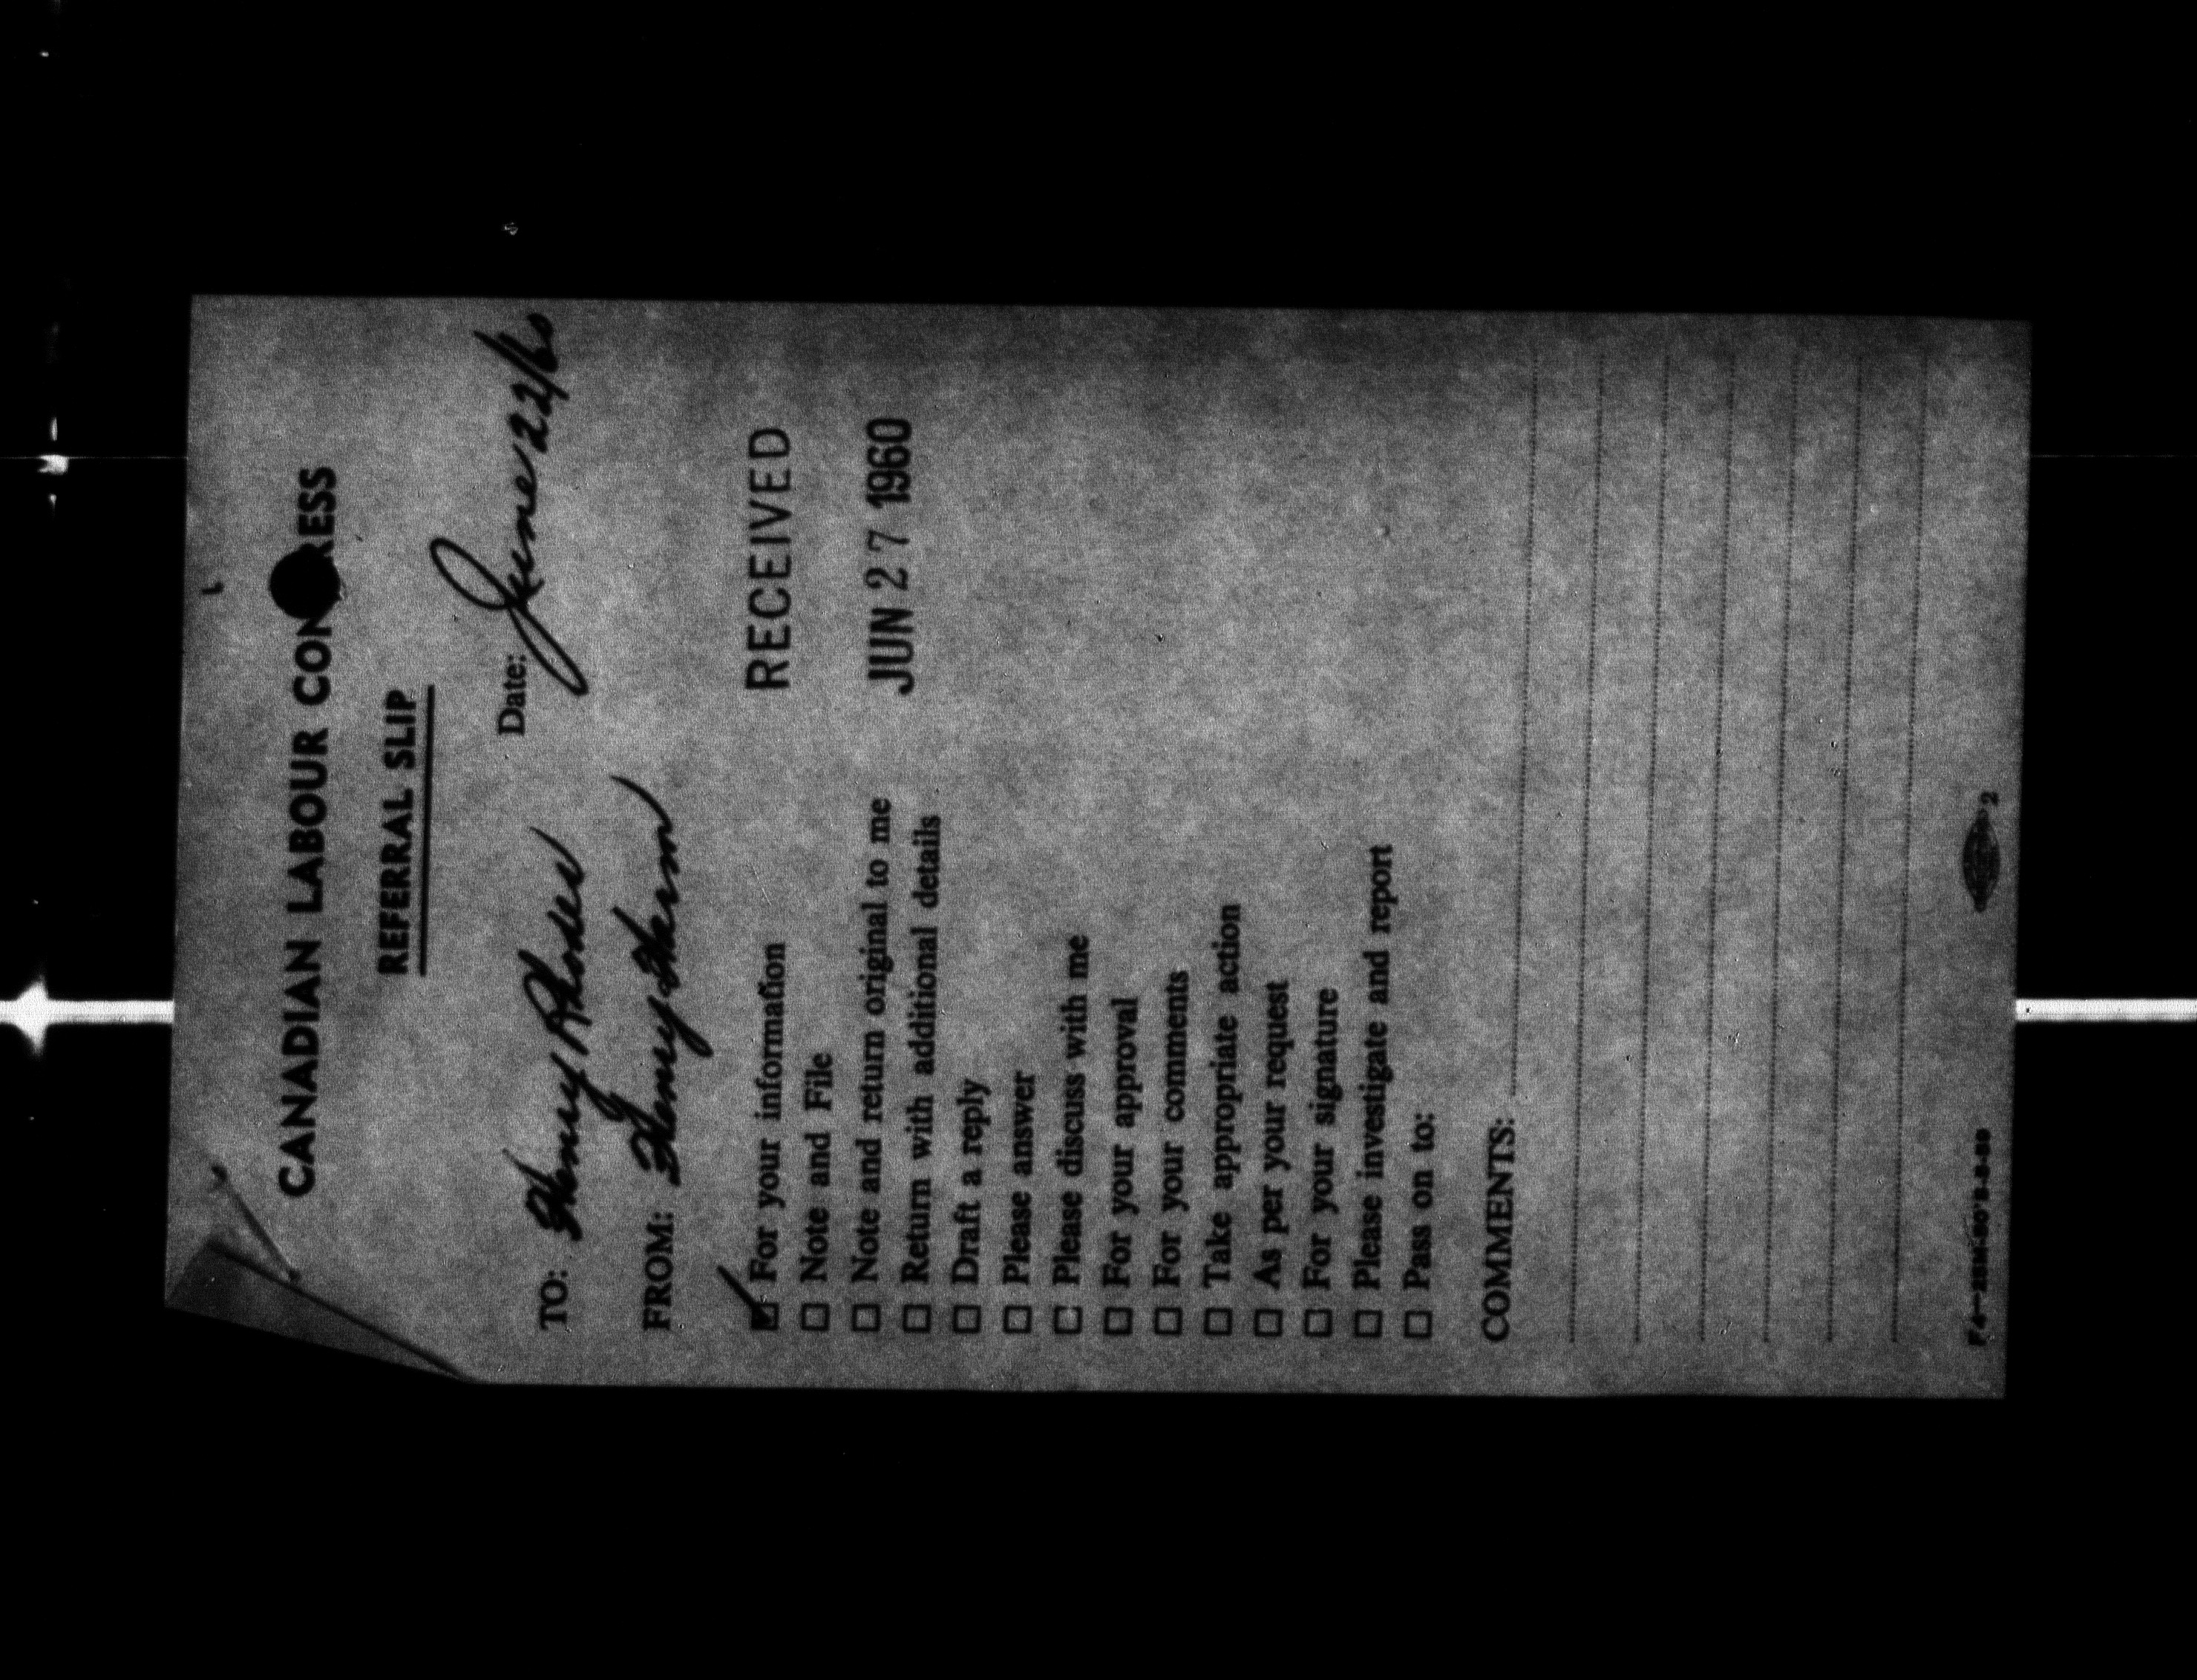 CANADIAN LABOUR CONGRESS
REFERRAL SLIP
Date: June 22/60
TO: Henry Rhodes
FROM: Henry
RECEIVED
JUN 27 1960
For your information
Note and File
Note and return original to me
Return with additional details
Draft a reply
Please answer
Please discuss with me
For your approval
For your comments
Take appropriate action
As per your request
For your signature
Please investigate and report
Pass on to:
COMMENTS:
2